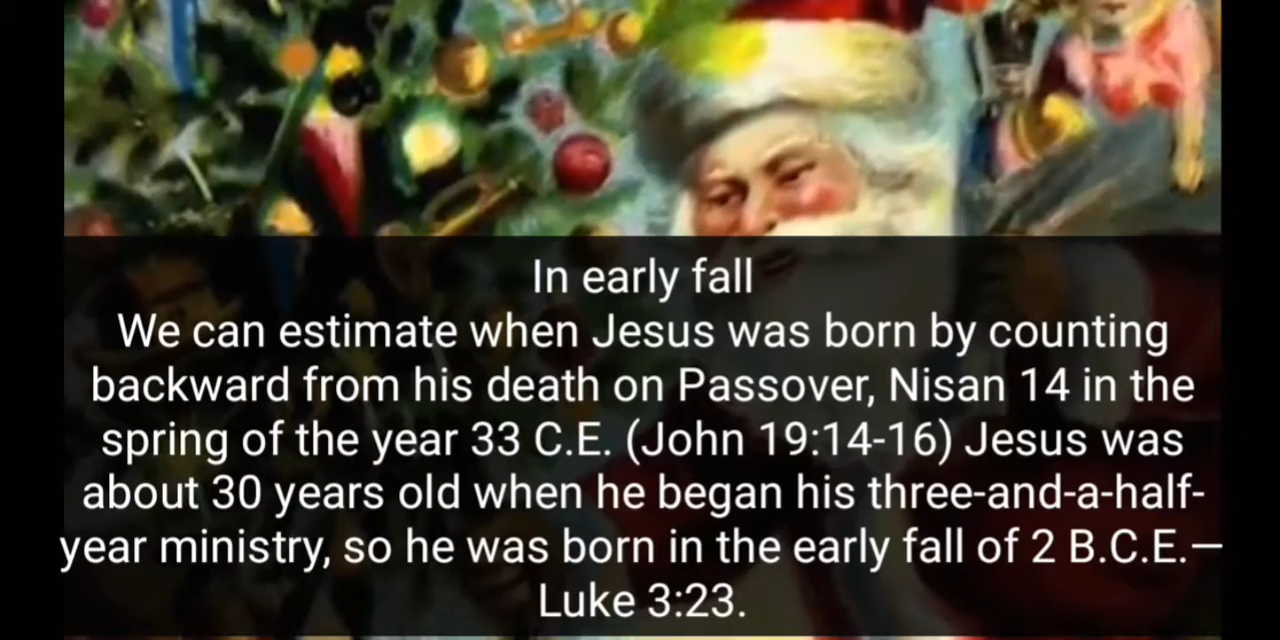 In early fall
We can estimate when Jesus was born by counting
backward from his death on Passover, Nisan 14 in the
spring of the year 33 C.E. (John 19:14-16) Jesus was
about 30 years old when he began his three-and-a-half-
year ministry, so he was born in the early fall of 2 B.C.E.—
Luke 3:23.